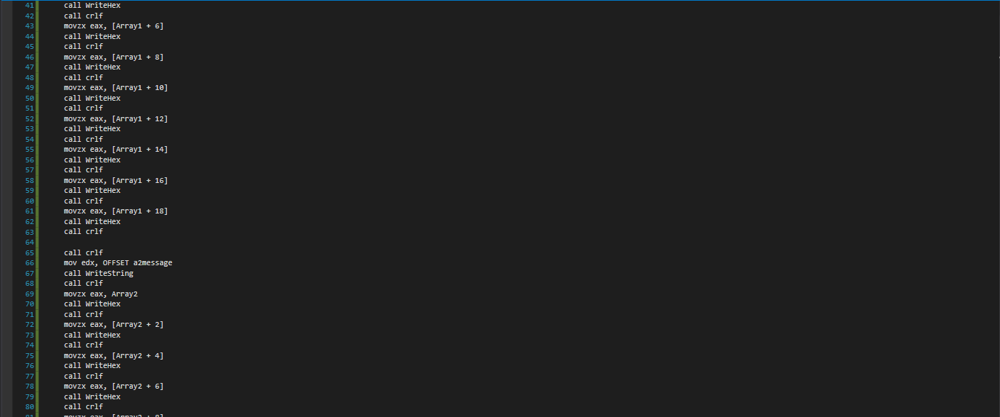 41 call WriteHex
42 call crlf
43 movzx eax, [Array1 + 6]
44 call WriteHex
45 call crlf
46 movzx eax, [Array1 + 8]
47 call WriteHex
48 call crlf
49 movzx eax, [Array1 + 10]
50 call WriteHex
51 call crlf
52 movzx eax, [Array1 + 12]
53 call WriteHex
54 call crlf
55 movzx eax, [Array1 + 14]
56 call WriteHex
57 call crlf
58 movzx eax, [Array1 + 16]
59 call WriteHex
60 call crlf
61 movzx eax, [Array1 + 18]
62 call WriteHex
63 call crlf
64
65 call crlf
66 mov edx, OFFSET a2message
67 call WriteString
68 call crlf
69 movzx eax, Array2
70 call WriteHex
71 call crlf
72 movzx eax, [Array2 + 2]
73 call WriteHex
74 call crlf
75 movzx eax, [Array2 + 4]
76 call WriteHex
77 call crlf
78 movzx eax, [Array2 + 6]
79 call WriteHex
80 call crlf
81 movzx eax, [Array2 + 8]